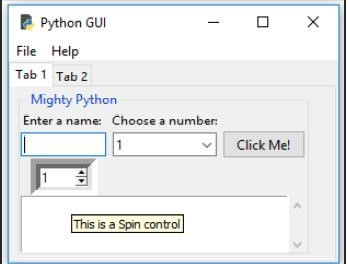 Python GUI
File Help
Tab 1 Tab 2
Mighty Python
Enter a name: Choose a number:
1 Click Me!
1
This is a Spin control